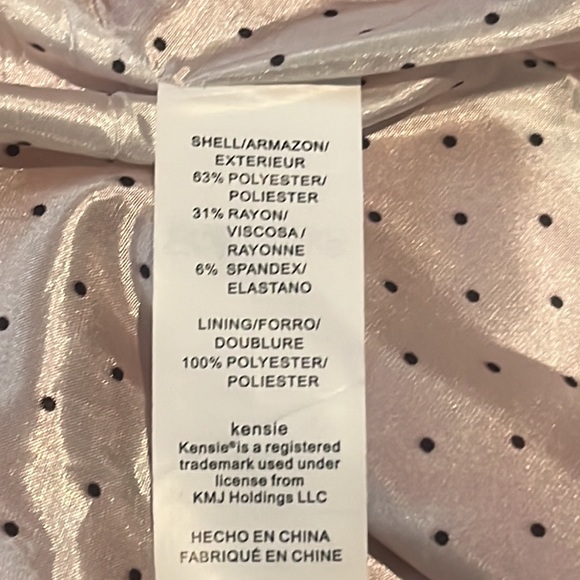 SHELL/ARMAZON/
EXTERIEUR
63% POLYESTER/
POLIESTER
31% RAYON/
VISCOSA/
RAYONNE
6% SPANDEX/
ELASTANO
LINING/FORRO/
DOUBLURE
100% POLYESTER/
POLIESTER
kensie
Kensie® is a registered
trademark used under
license from
KMJ Holdings LLC
HECHO EN CHINA
FABRIQUÉ EN CHINE